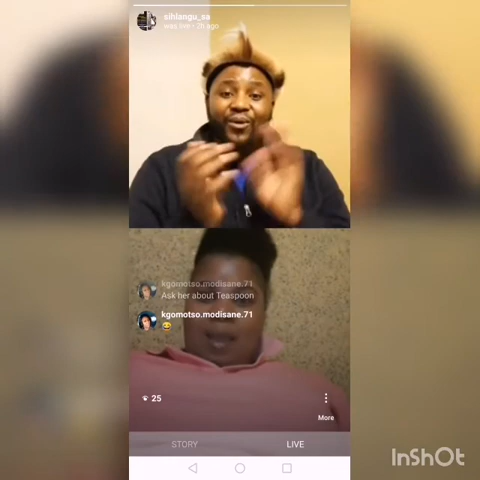 sihlangu_sa
was live • 2h ago
kgomotso.modisane.71
Ask her about Teaspoon
kgomotso.modisane.71
😂
25
More
STORY
LIVE
InShOt